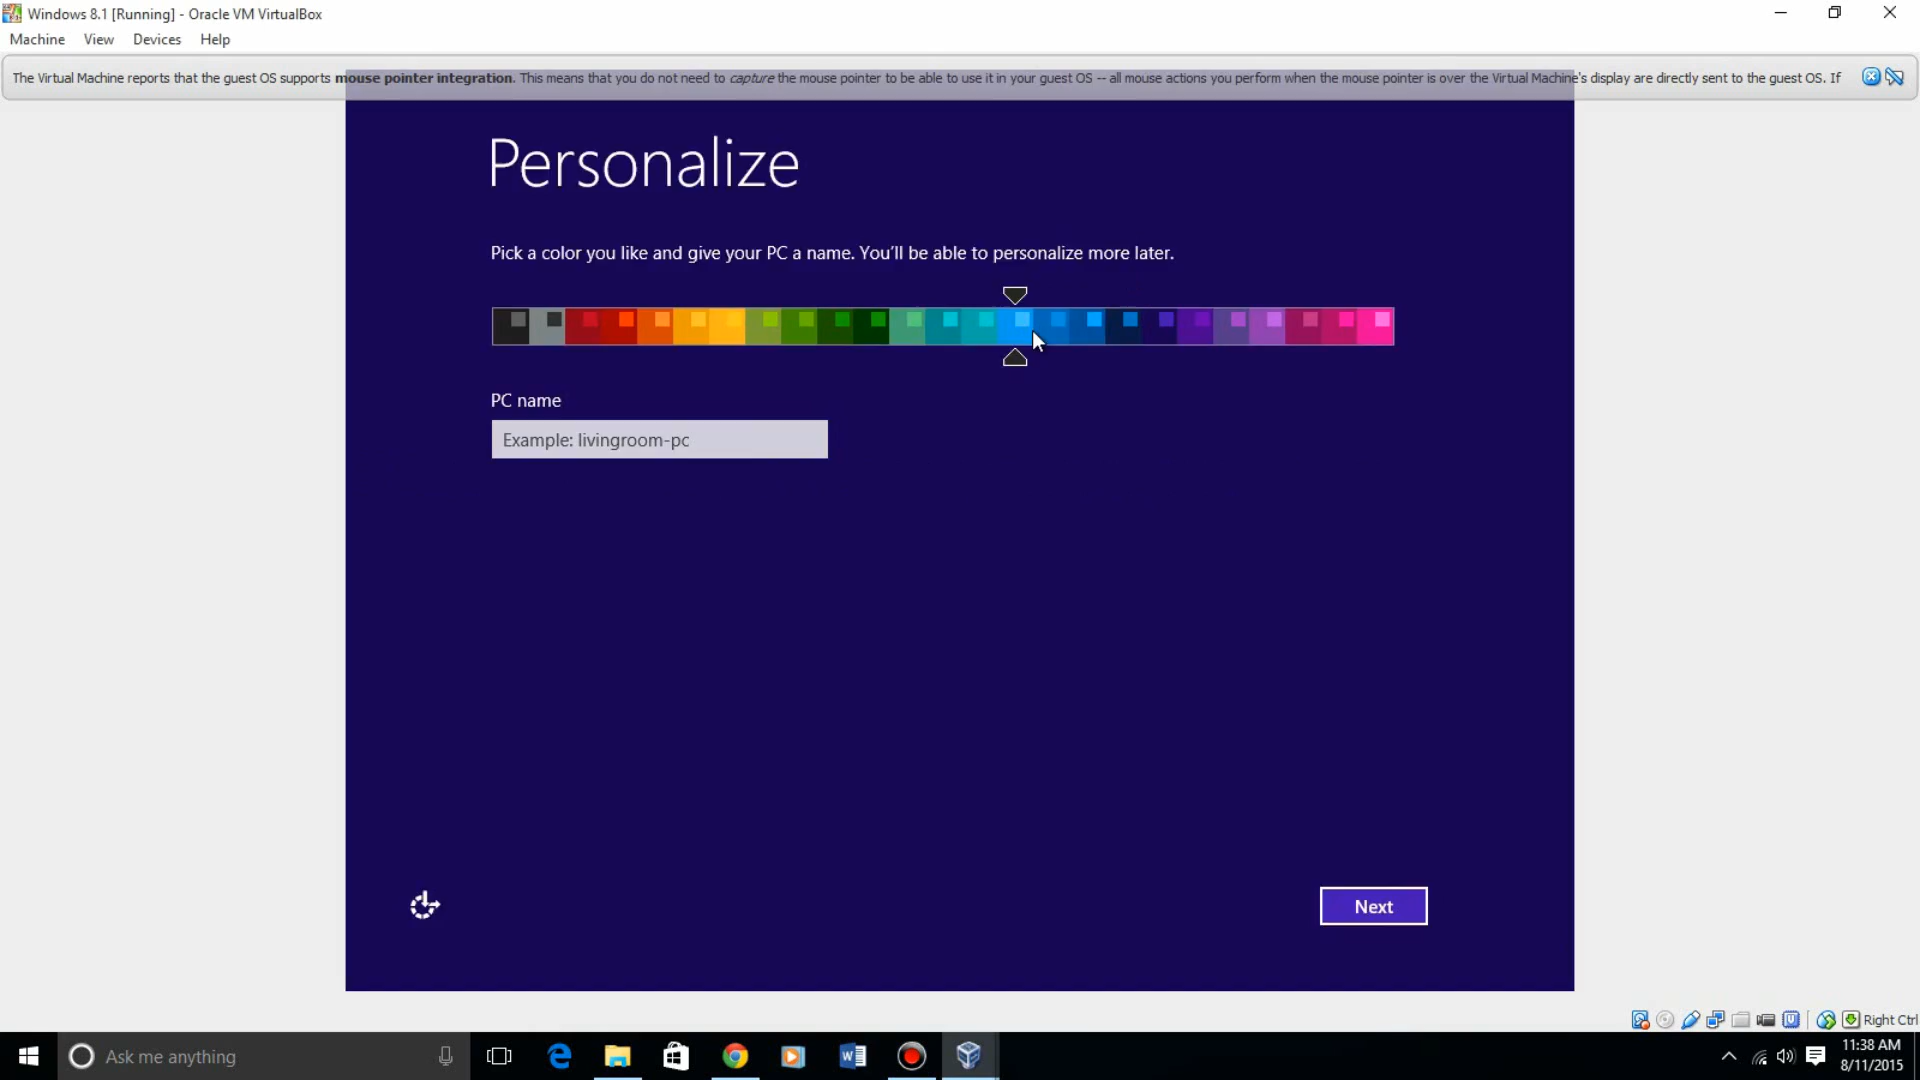 Windows 8.1 [Running] - Oracle VM VirtualBox
Machine View Devices Help
The Virtual Machine reports that the guest OS supports mouse pointer integration. This means that you do not need to capture the mouse pointer to be able to use it in your guest OS -- all mouse actions you perform when the mouse pointer is over the Virtual Machine's display are directly sent to the guest OS. If
Personalize
Pick a color you like and give your PC a name. You'll be able to personalize more later.
PC name
Example: livingroom-pc
Next
Right Ctrl
Ask me anything
11:38 AM
8/11/2015